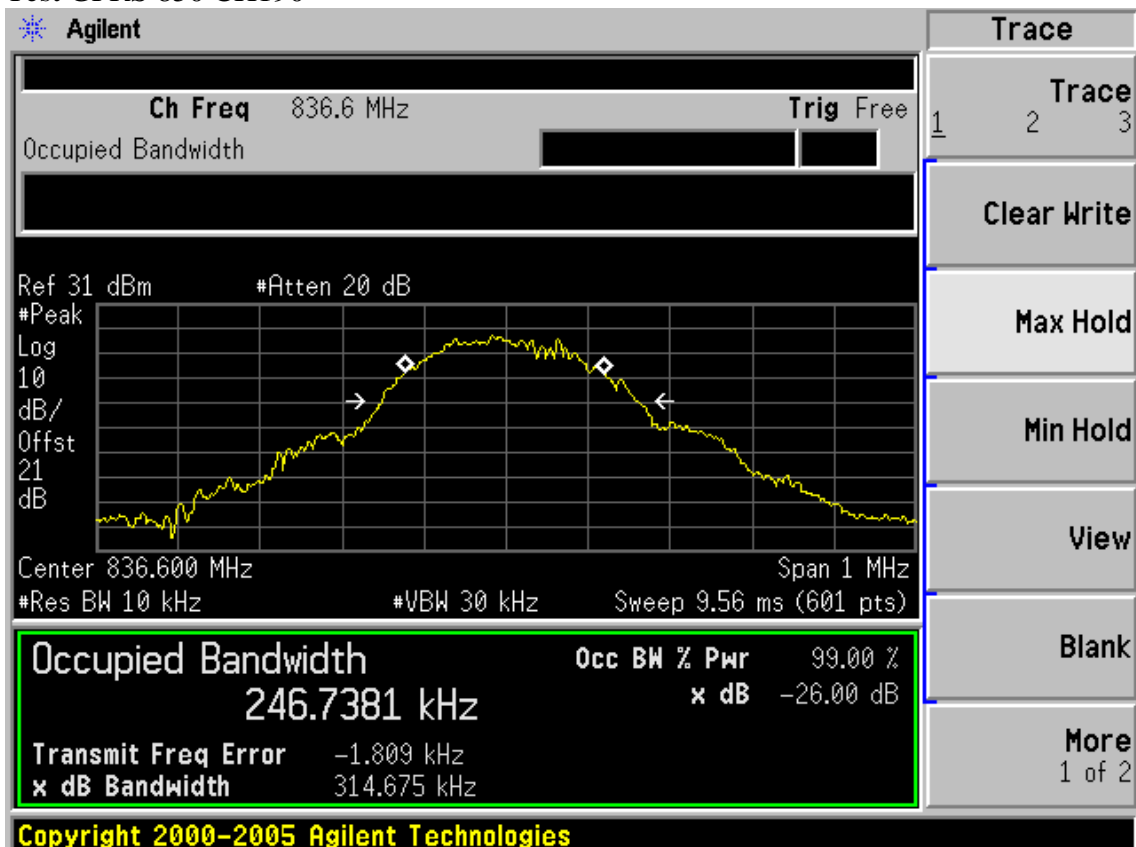 Agilent
Trace
Ch Freq 836.6 MHz Trig Free
Occupied Bandwidth
Trace
1 2 3
Clear Write
Max Hold
Min Hold
View
Blank
More
1 of 2
Ref 31 dBm #Atten 20 dB
#Peak
Log
10
dB/
Offst
21
dB
Center 836.600 MHz Span 1 MHz
#Res BW 10 kHz #VBW 30 kHz Sweep 9.56 ms (601 pts)
Occupied Bandwidth Occ BW % Pwr 99.00 %
246.7381 kHz x dB -26.00 dB
Transmit Freq Error -1.809 kHz
x dB Bandwidth 314.675 kHz
Copyright 2000-2005 Agilent Technologies